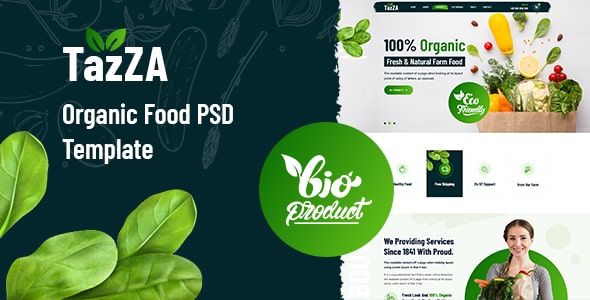 TazZA
Organic Food PSD
Template
bio
product
TazZA
100% Organic
Fresh & Natural Farm Food
The readable content of a page when looking at its layout
point of using of letters, as opposed.
Eco
Friendly
Healthy Food
Free Shipping
24/07 Support
From Our Farm
We Providing Services
Since 1841 With Proud.
Fresh Look And 100% Organic